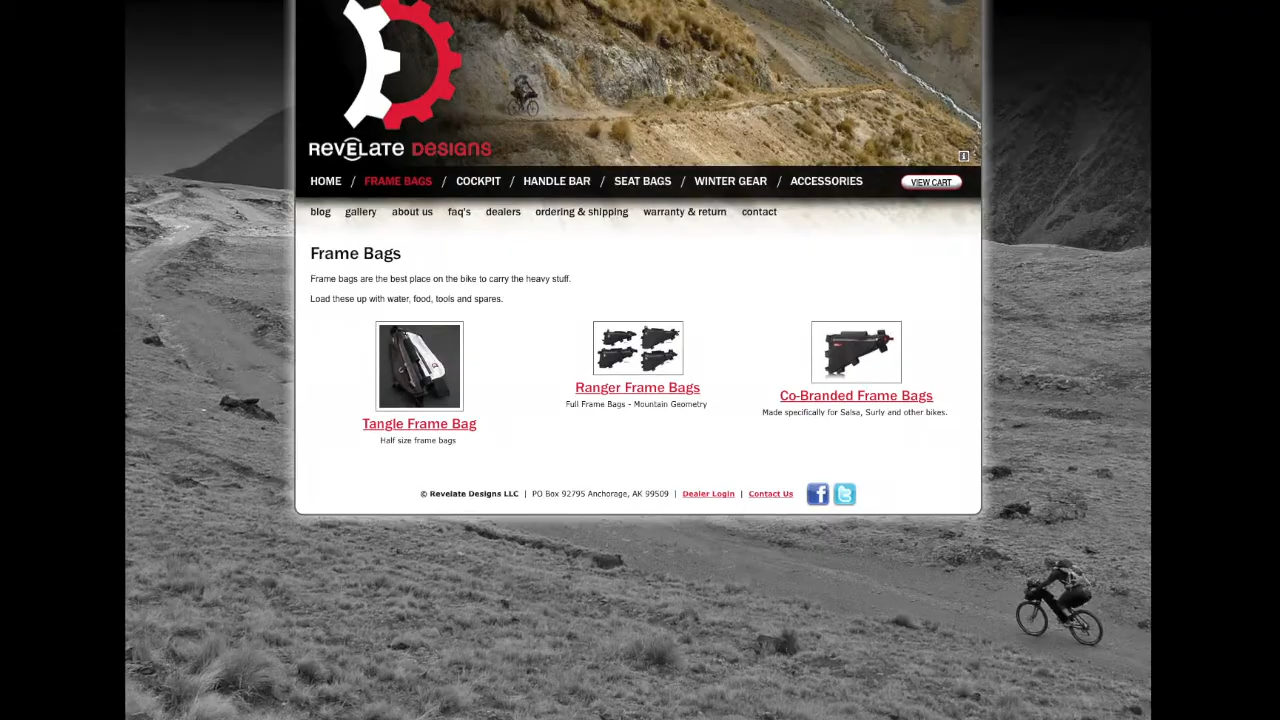 REVELATE DESIGNS
HOME / FRAME BAGS / COCKPIT / HANDLE BAR / SEAT BAGS / WINTER GEAR / ACCESSORIES
VIEW CART
blog gallery about us faq's dealers ordering & shipping warranty & return contact
Frame Bags
Frame bags are the best place on the bike to carry the heavy stuff.
Load these up with water, food, tools and spares.
Tangle Frame Bag
Half size frame bags
Ranger Frame Bags
Full Frame Bags - Mountain Geometry
Co-Branded Frame Bags
Made specifically for Salsa, Surly and other bikes.
© Revelate Designs LLC | PO Box 92795 Anchorage, AK 99509 | Dealer Login | Contact Us